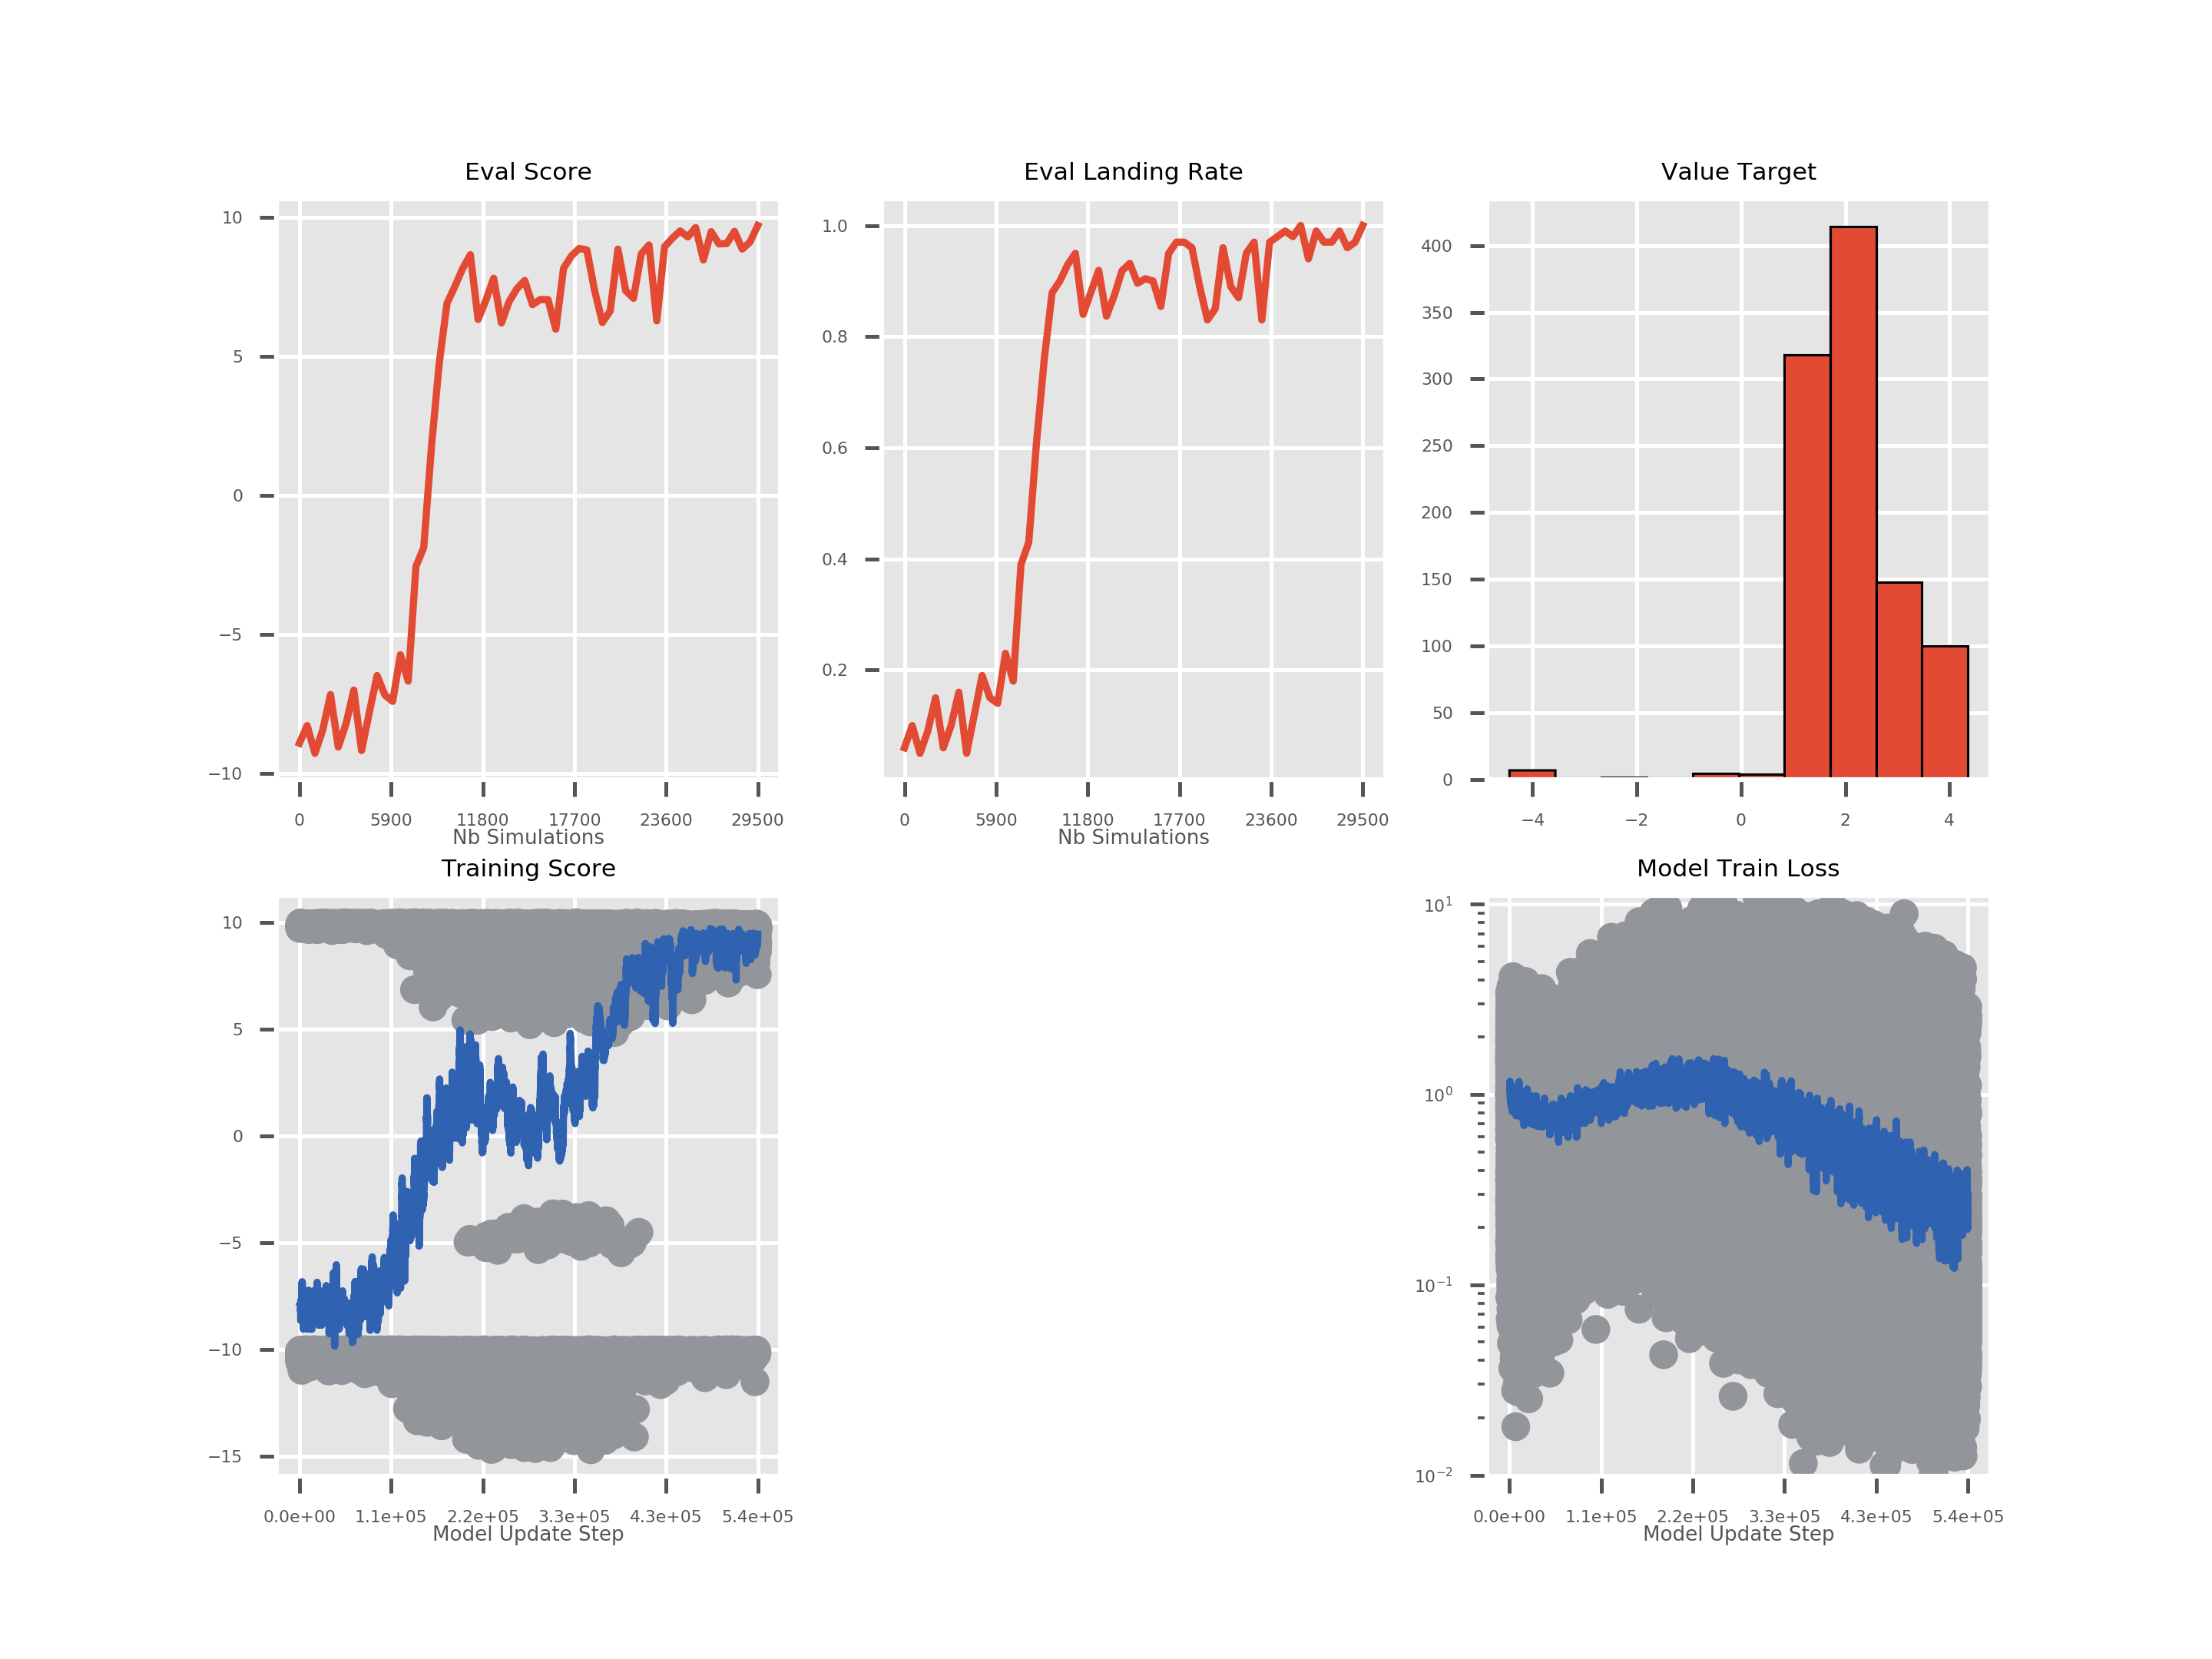 Eval Score
10
5
0
−5
−10
0 5900 11800 17700 23600 29500
Nb Simulations
Eval Landing Rate
1.0
0.8
0.6
0.4
0.2
0 5900 11800 17700 23600 29500
Nb Simulations
Value Target
400
350
300
250
200
150
100
50
0
−4 −2 0 2 4
Training Score
10
5
0
−5
−10
−15
0.0e+00 1.1e+05 2.2e+05 3.3e+05 4.3e+05 5.4e+05
Model Update Step
Model Train Loss
10¹
10⁰
10⁻¹
10⁻²
0.0e+00 1.1e+05 2.2e+05 3.3e+05 4.3e+05 5.4e+05
Model Update Step